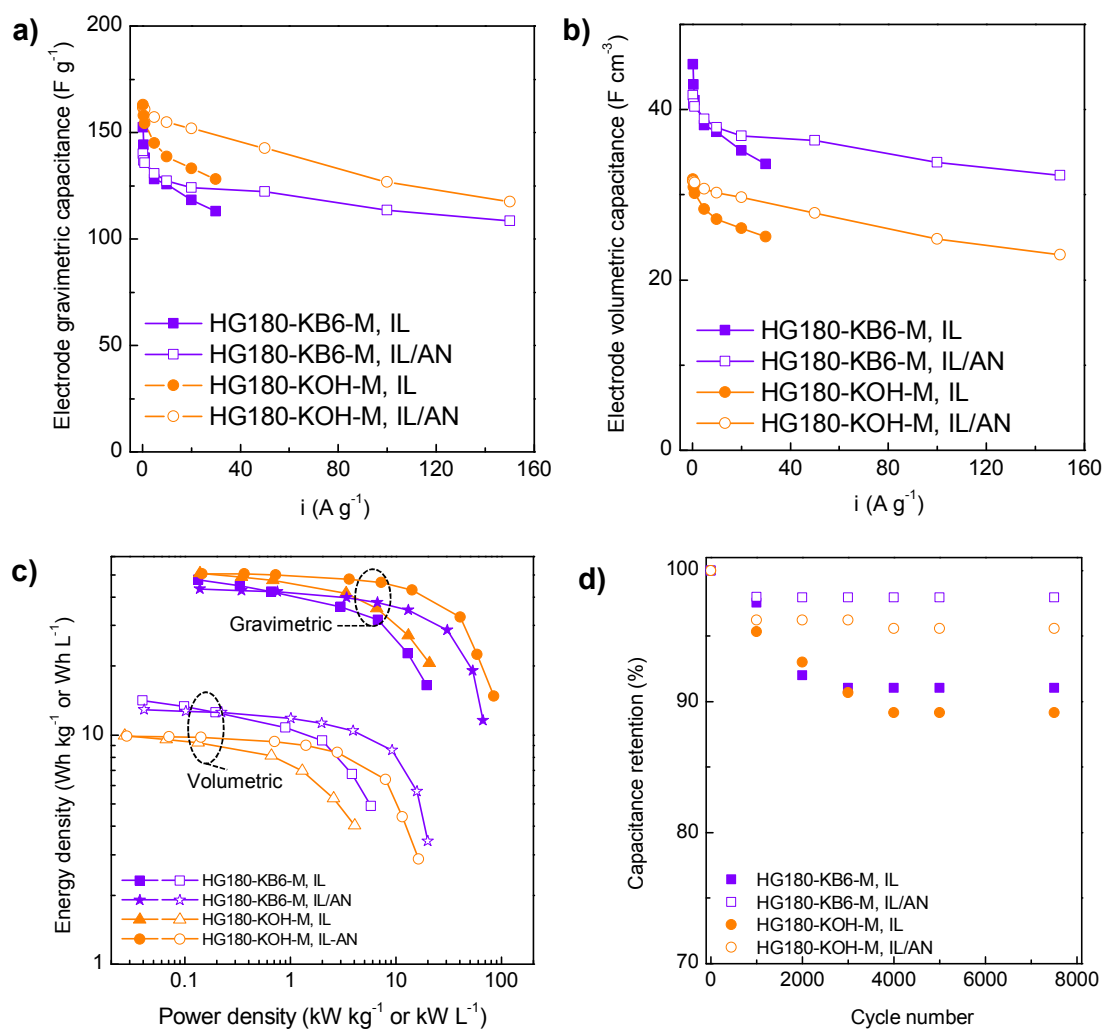 a)
Electrode gravimetric capacitance (F g⁻¹)
200
150
100
50
0
HG180-KB6-M, IL
HG180-KB6-M, IL/AN
HG180-KOH-M, IL
HG180-KOH-M, IL/AN
0 40 80 120 160
i (A g⁻¹)
b)
Electrode volumetric capacitance (F cm⁻³)
40
20
0
HG180-KB6-M, IL
HG180-KB6-M, IL/AN
HG180-KOH-M, IL
HG180-KOH-M, IL/AN
0 40 80 120 160
i (A g⁻¹)
c)
Energy density (Wh kg⁻¹ or Wh L⁻¹)
10
1
Gravimetric
Volumetric
HG180-KB6-M, IL
HG180-KB6-M, IL/AN
HG180-KOH-M, IL
HG180-KOH-M, IL-AN
0.1 1 10 100
Power density (kW kg⁻¹ or kW L⁻¹)
d)
Capacitance retention (%)
100
90
80
70
HG180-KB6-M, IL
HG180-KB6-M, IL/AN
HG180-KOH-M, IL
HG180-KOH-M, IL/AN
0 2000 4000 6000 8000
Cycle number